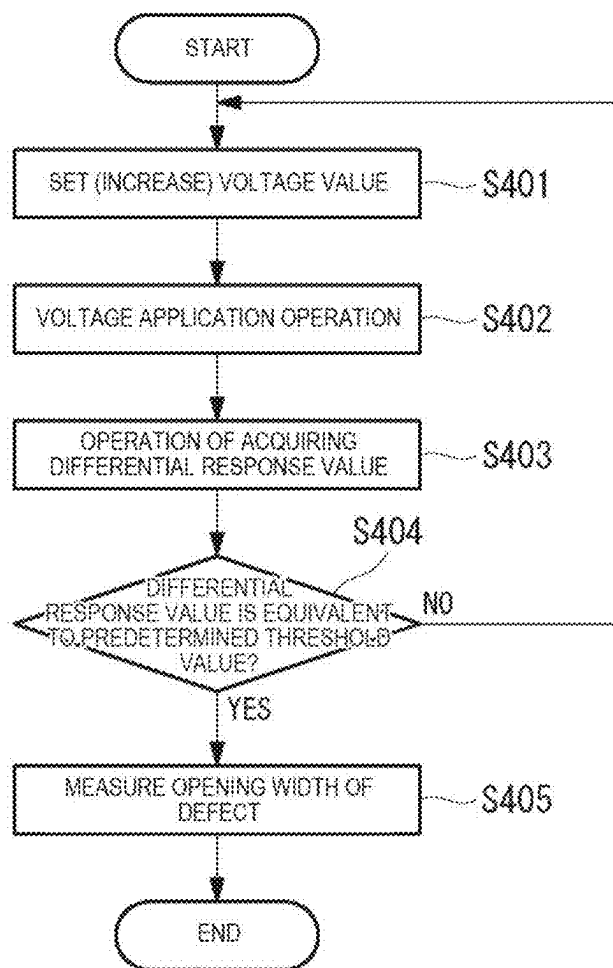 START
SET (INCREASE) VOLTAGE VALUE
S401
VOLTAGE APPLICATION OPERATION
S402
OPERATION OF ACQUIRING
DIFFERENTIAL RESPONSE VALUE
S403
S404
DIFFERENTIAL
RESPONSE VALUE IS EQUIVALENT
TO PREDETERMINED THRESHOLD
VALUE?
NO
YES
MEASURE OPENING WIDTH OF
DEFECT
S405
END